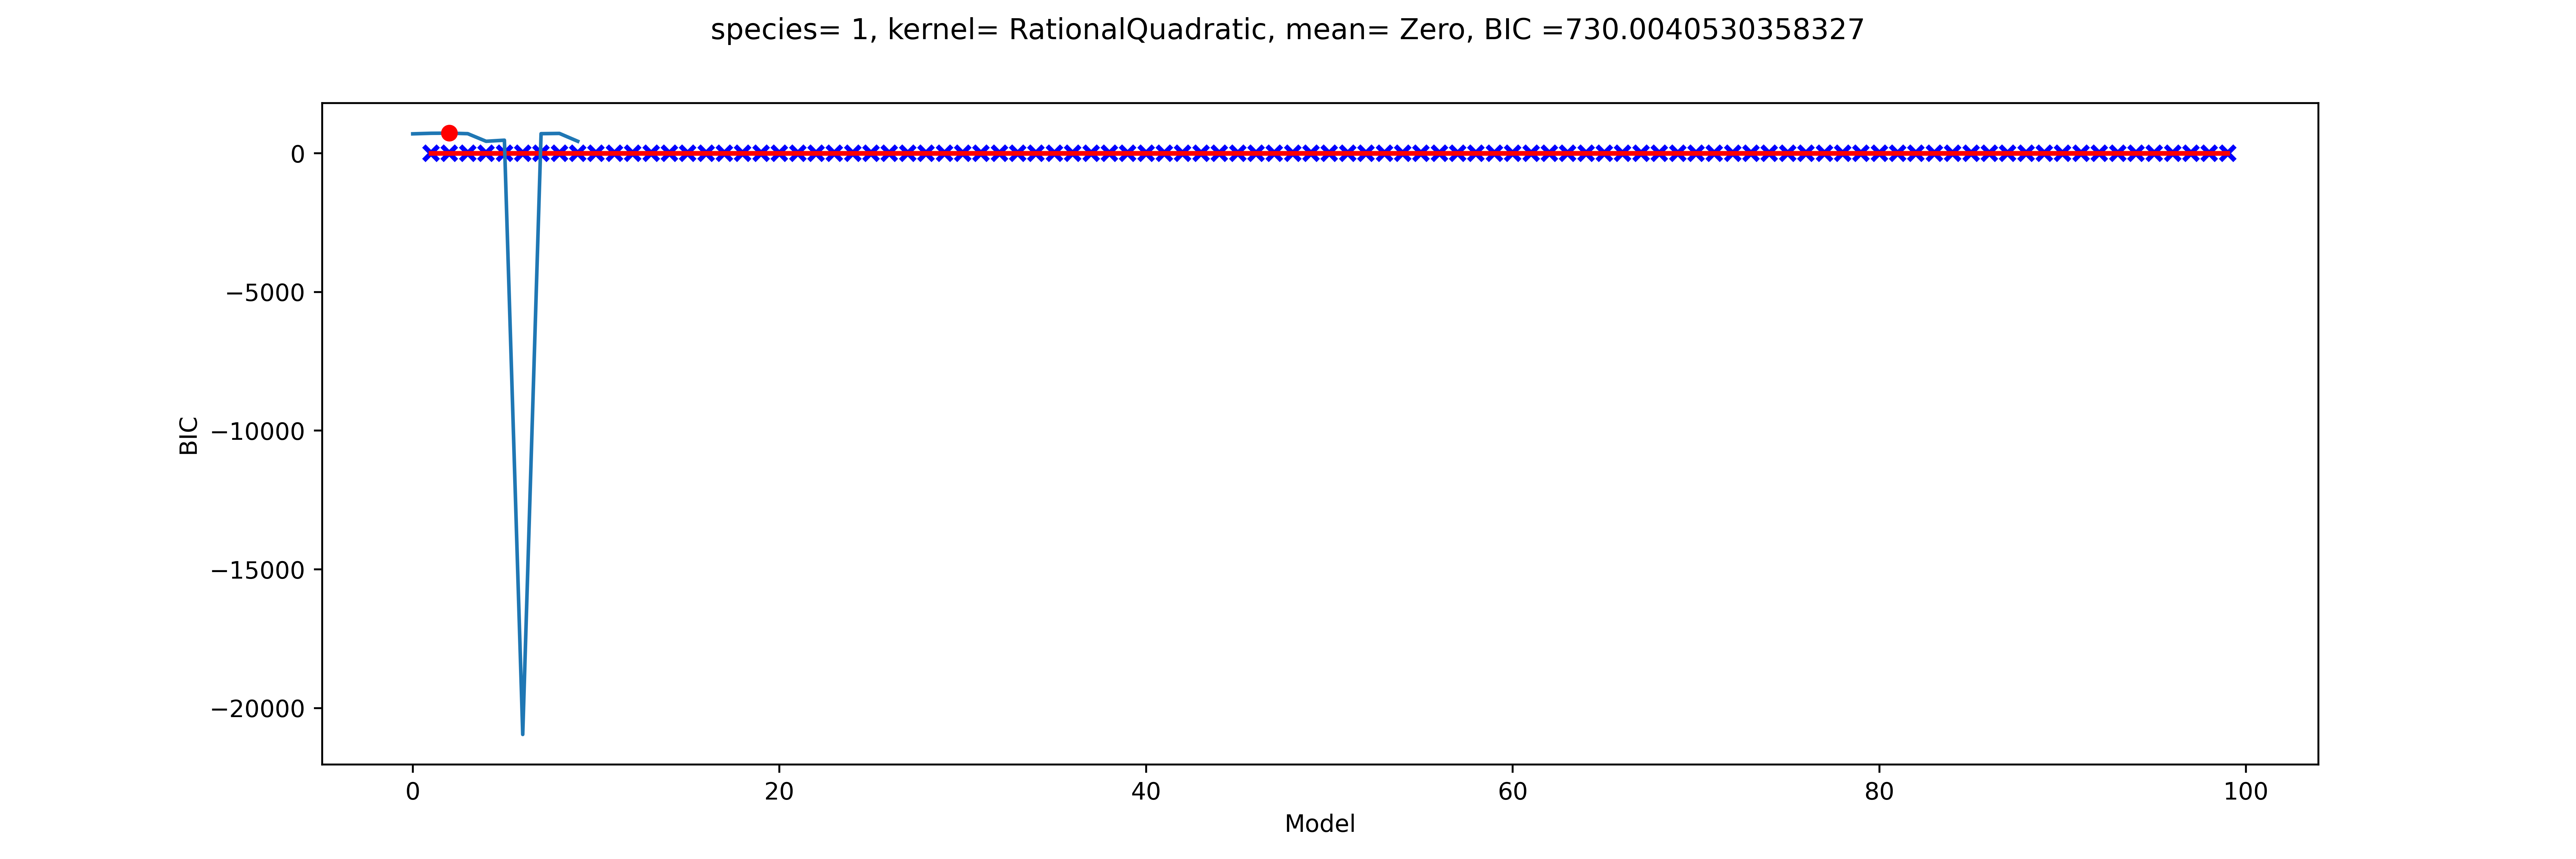 species= 1, kernel= RationalQuadratic, mean= Zero, BIC =730.0040530358327
0
−5000
−10000
−15000
−20000
BIC
0 20 40 60 80 100
Model